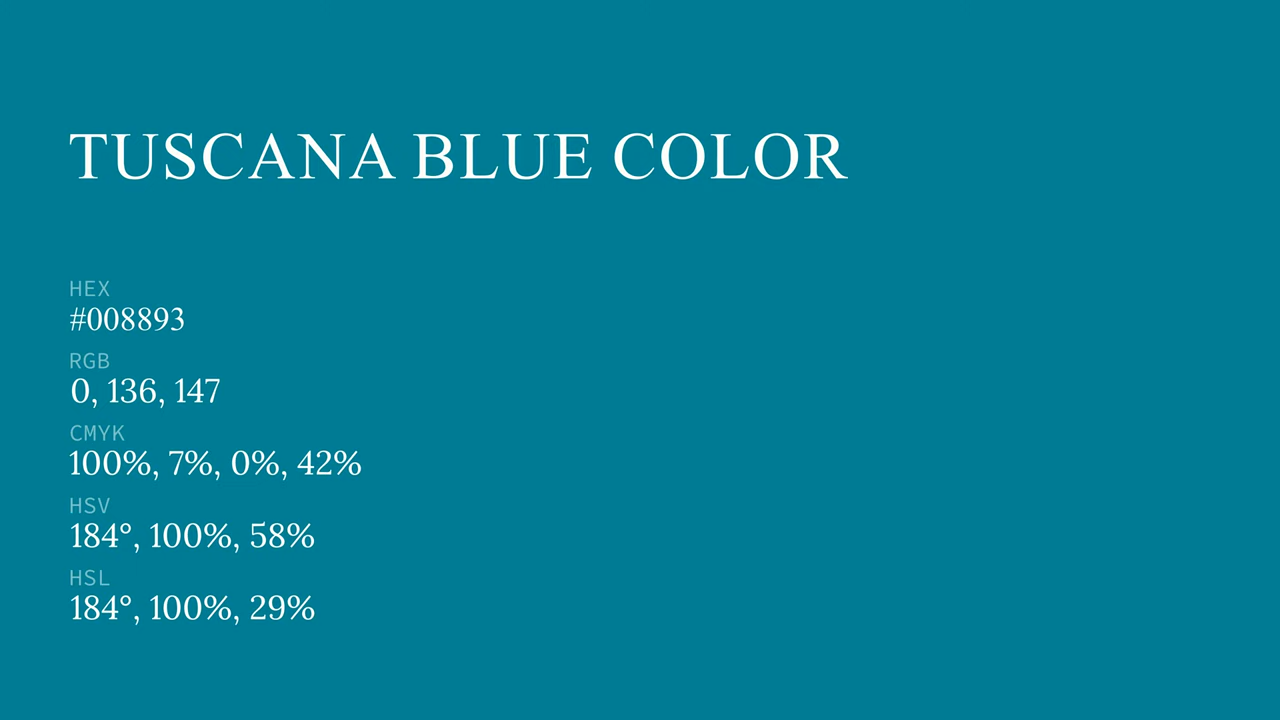 TUSCANA BLUE COLOR
HEX
#008893
RGB
0, 136, 147
CMYK
100%, 7%, 0%, 42%
HSV
184°, 100%, 58%
HSL
184°, 100%, 29%